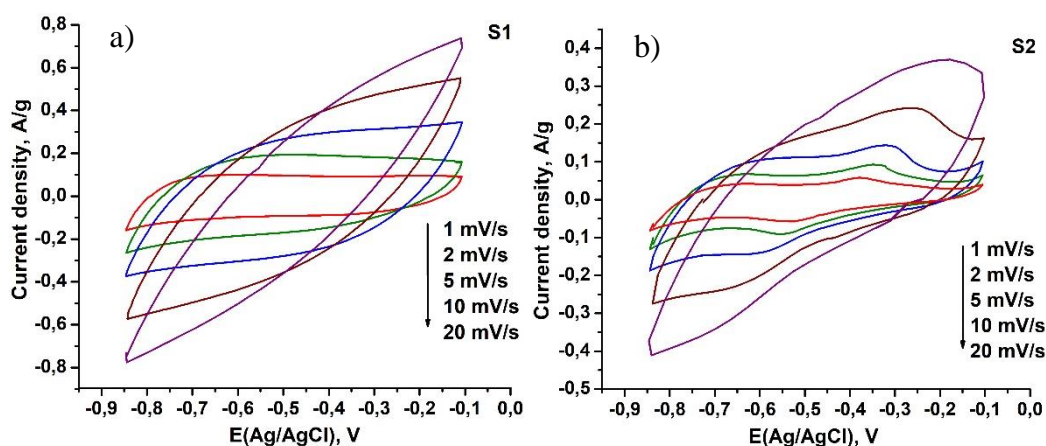 a)
S1
Current density, A/g
0,8
0,6
0,4
0,2
0,0
-0,2
-0,4
-0,6
-0,8
1 mV/s
2 mV/s
5 mV/s
10 mV/s
20 mV/s
-0,9 -0,8 -0,7 -0,6 -0,5 -0,4 -0,3 -0,2 -0,1 0,0
E(Ag/AgCl), V
b)
S2
Current density, A/g
0,4
0,3
0,2
0,1
0,0
-0,1
-0,2
-0,3
-0,4
-0,5
1 mV/s
2 mV/s
5 mV/s
10 mV/s
20 mV/s
-0,9 -0,8 -0,7 -0,6 -0,5 -0,4 -0,3 -0,2 -0,1 0,0
E(Ag/AgCl), V